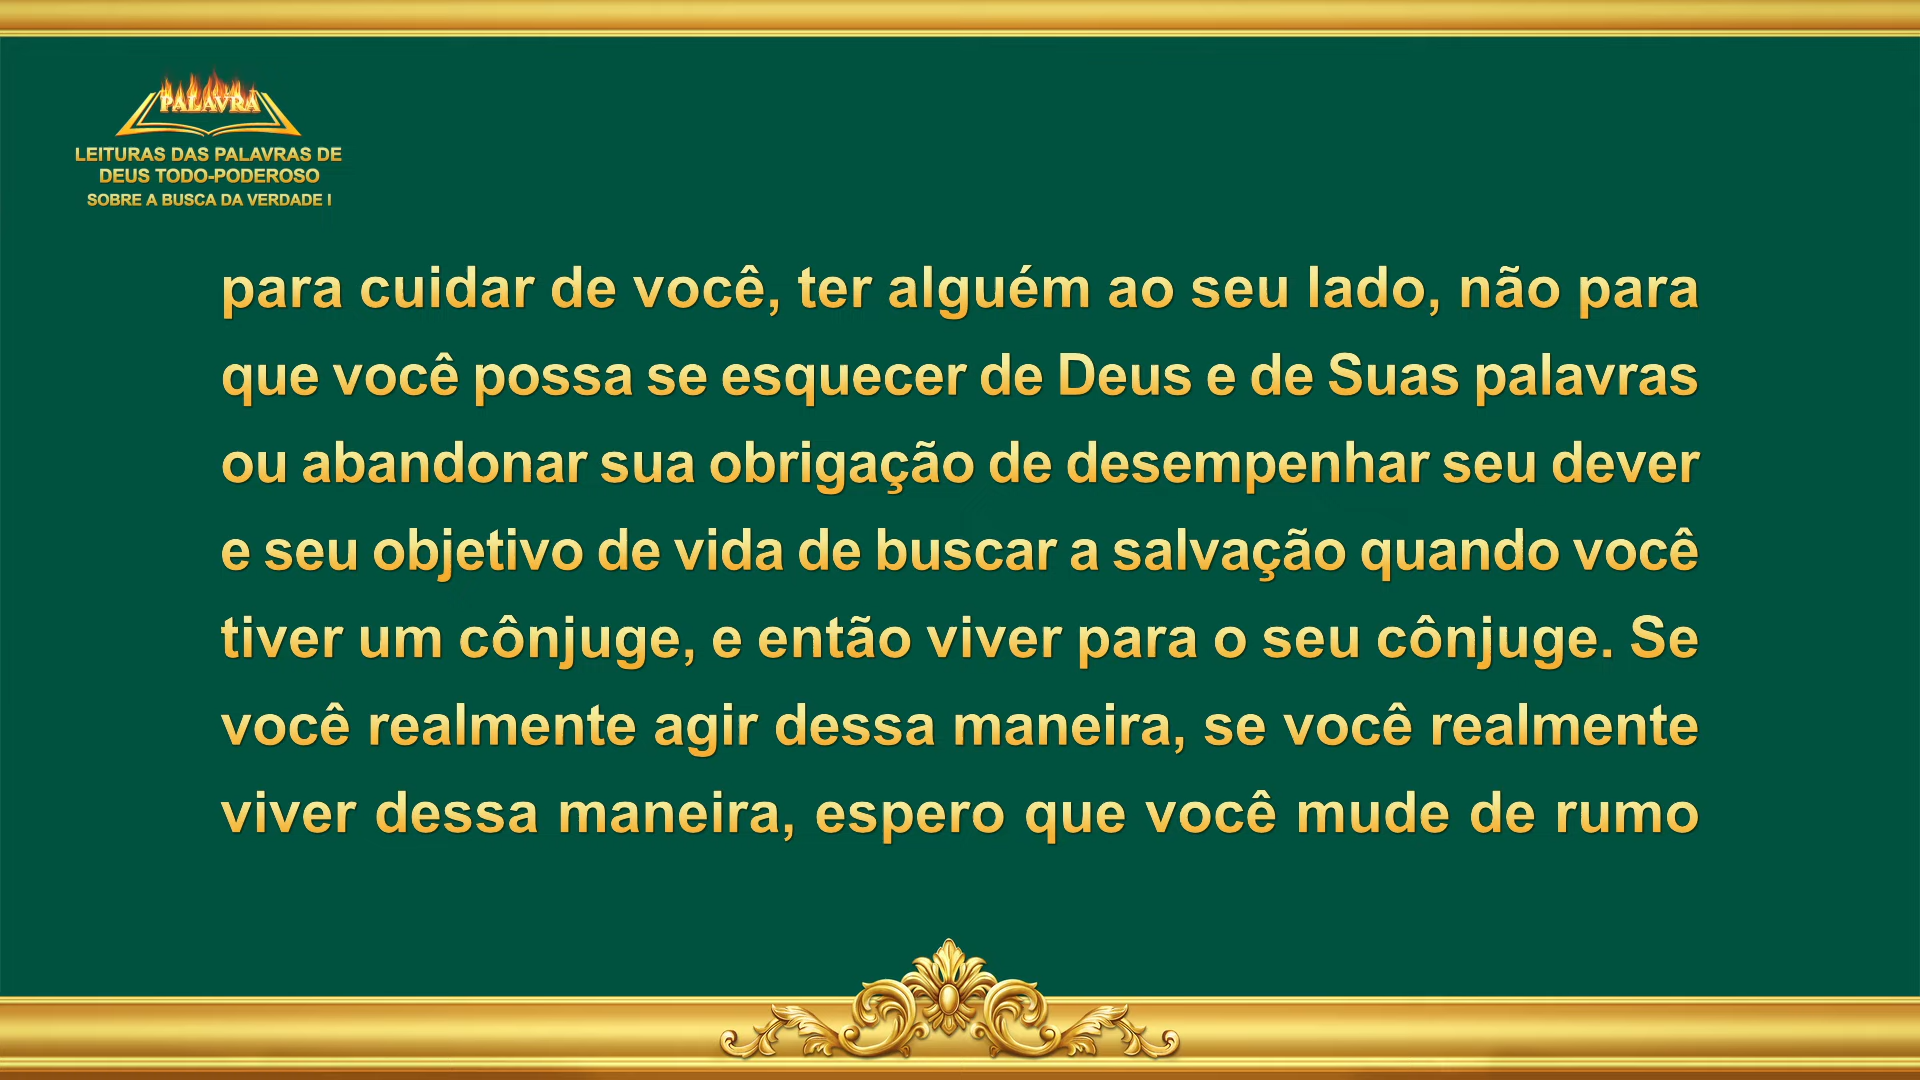 PALAVRA
LEITURAS DAS PALAVRAS DE
DEUS TODO-PODEROSO
SOBRE A BUSCA DA VERDADE I
para cuidar de você, ter alguém ao seu lado, não para
que você possa se esquecer de Deus e de Suas palavras
ou abandonar sua obrigação de desempenhar seu dever
e seu objetivo de vida de buscar a salvação quando você
tiver um cônjuge, e então viver para o seu cônjuge. Se
você realmente agir dessa maneira, se você realmente
viver dessa maneira, espero que você mude de rumo